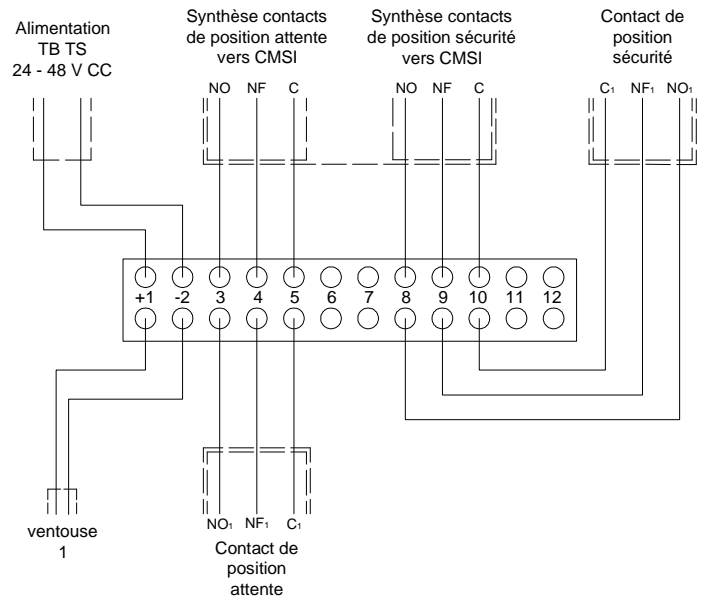 Alimentation
TB TS
24 - 48 V CC
Synthèse contacts
de position attente
vers CMSI
Synthèse contacts
de position sécurité
vers CMSI
Contact de
position
sécurité
NO NF C
NO NF C
C1 NF1 NO1
+1 -2 3 4 5 6 7 8 9 10 11 12
ventouse
1
NO1 NF1 C1
Contact de
position
attente